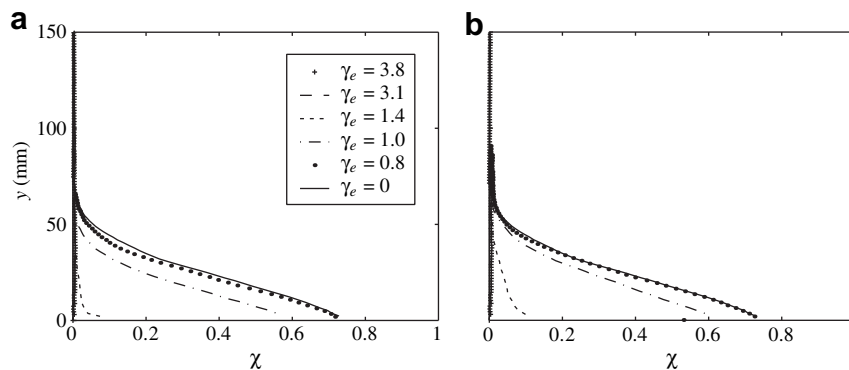 a
b
150
100
50
0
y (mm)
γe = 3.8
γe = 3.1
γe = 1.4
γe = 1.0
γe = 0.8
γe = 0
0 0.2 0.4 0.6 0.8 1
χ
0 0.2 0.4 0.6 0.8
χ